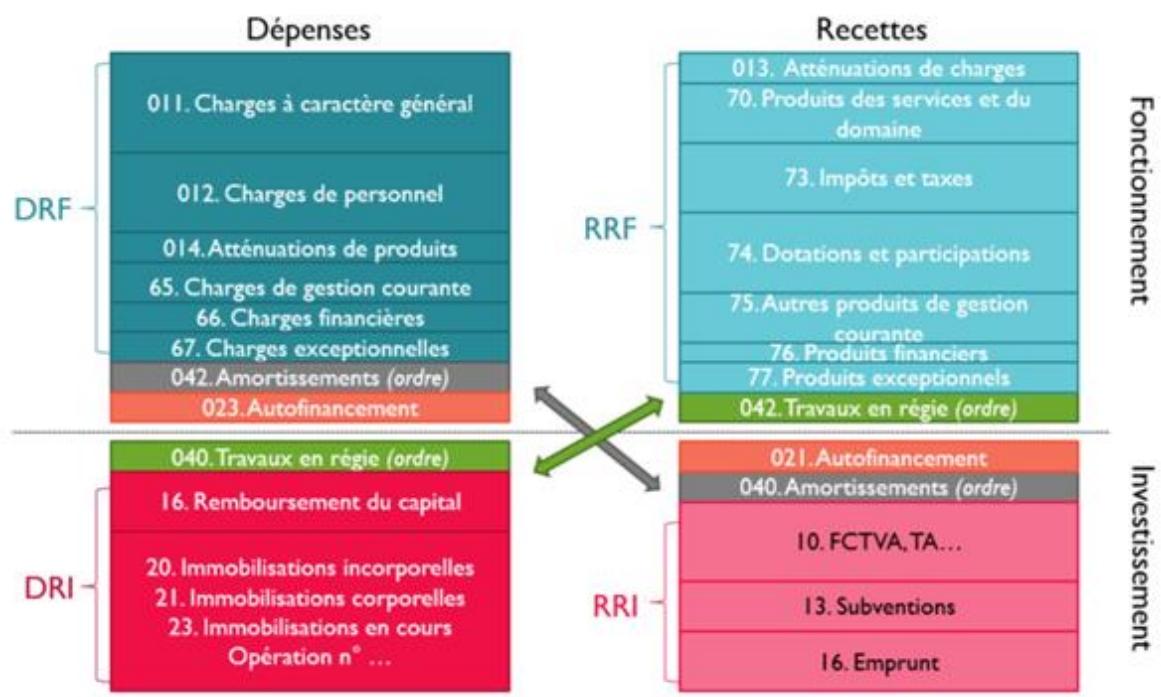 Dépenses
011. Charges à caractère général
012. Charges de personnel
DRF
014. Atténuations de produits
65. Charges de gestion courante
66. Charges financières
67. Charges exceptionnelles
042. Amortissements (ordre)
023. Autofinancement
Recettes
013. Atténuations de charges
70. Produits des services et du
domaine
73. Impôts et taxes
RRF
74. Dotations et participations
75. Autres produits de gestion
courante
76. Produits financiers
77. Produits exceptionnels
042. Travaux en régie (ordre)
Fonctionnement
040. Travaux en régie (ordre)
16. Remboursement du capital
DRI
20. Immobilisations incorporelles
21. Immobilisations corporelles
23. Immobilisations en cours
Opération n° ...
021. Autofinancement
040. Amortissements (ordre)
10. FCTVA, TA...
RRI
13. Subventions
16. Emprunt
Investissement